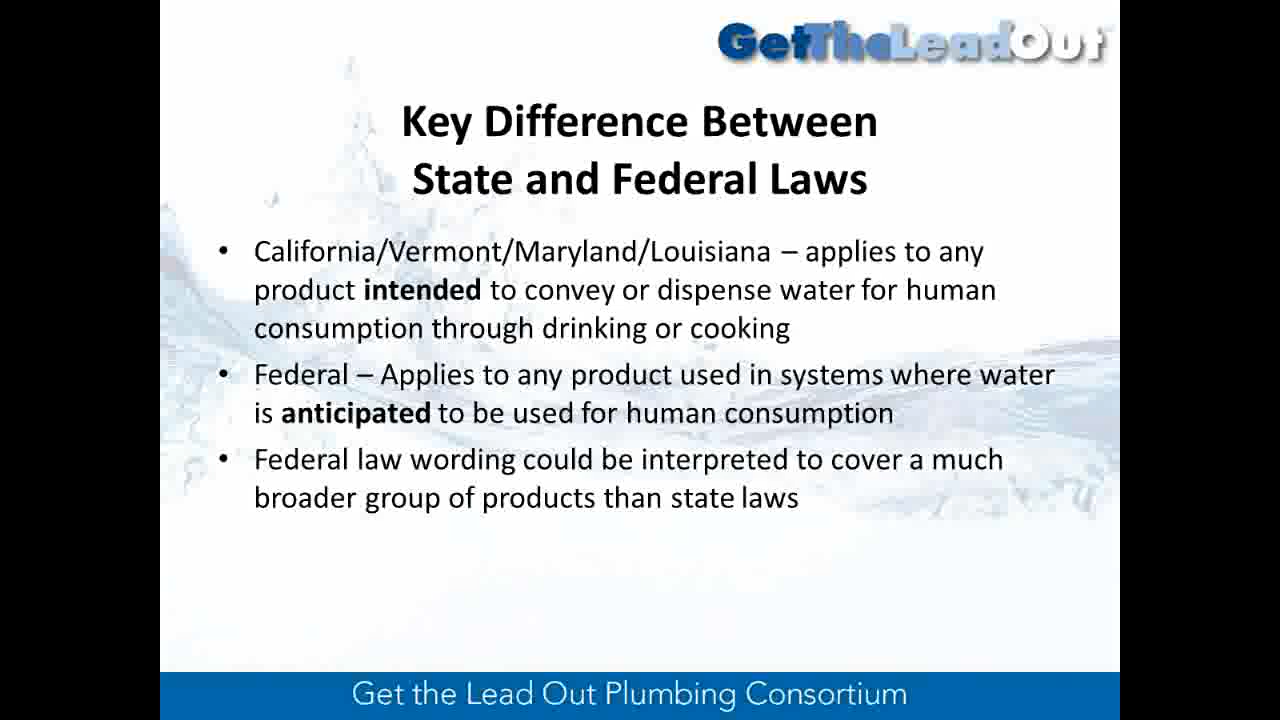 GetTheLeadOut
Key Difference Between
State and Federal Laws
• California/Vermont/Maryland/Louisiana – applies to any
product intended to convey or dispense water for human
consumption through drinking or cooking
• Federal – Applies to any product used in systems where water
is anticipated to be used for human consumption
• Federal law wording could be interpreted to cover a much
broader group of products than state laws
Get the Lead Out Plumbing Consortium